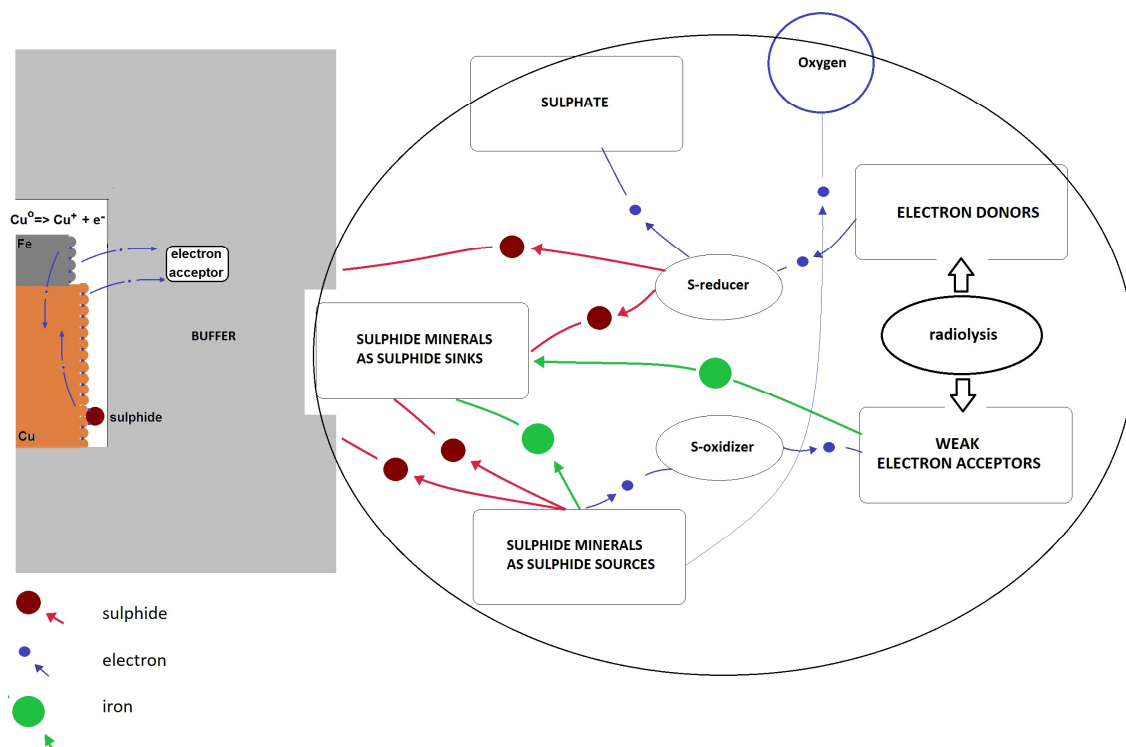 Oxygen
SULPHATE
ELECTRON DONORS
Cu⁰=> Cu⁺ + e⁻
Fe
electron
acceptor
S-reducer
BUFFER
SULPHIDE MINERALS
AS SULPHIDE SINKS
radiolysis
sulphide
Cu
S-oxidizer
WEAK
ELECTRON ACCEPTORS
SULPHIDE MINERALS
AS SULPHIDE SOURCES
sulphide
electron
iron